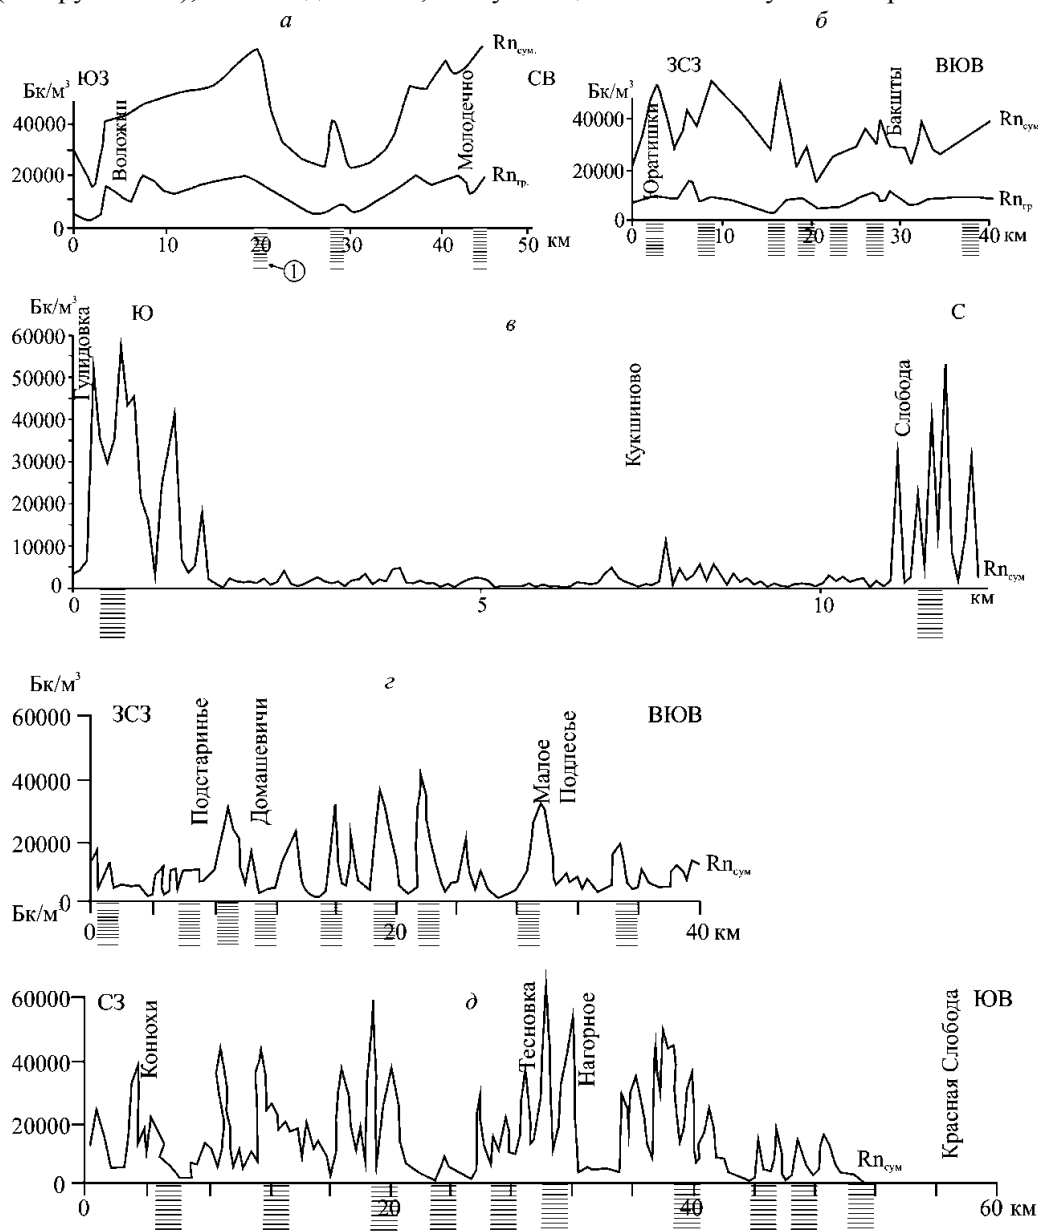 а
б
Rnсум.
ЮЗ
СВ
Бк/м³
40000
20000
0
Воложин
Молодечно
Rnгр.
0 10 20 30 40 50 км
1
ЗСЗ
ВЮВ
Бк/м³
40000
20000
0
Юратишки
Бакшты
Rnсум
Rnгр
0 10 20 30 40 км
Бк/м³
Ю
в
С
60000
50000
40000
30000
20000
10000
0
Гулидовка
Кукшиново
Слобода
Rnсум
0 5 10 км
Бк/м³
г
ЗСЗ
ВЮВ
60000
40000
20000
0
Подстаринье
Домашевичи
Малое
Подлесье
Rnсум
Бк/м³
0 20 40 км
СЗ
д
ЮВ
60000
40000
20000
0
Конюхи
Тесновка
Нагорное
Красная Слобода
Rnсум
0 20 40 60 км